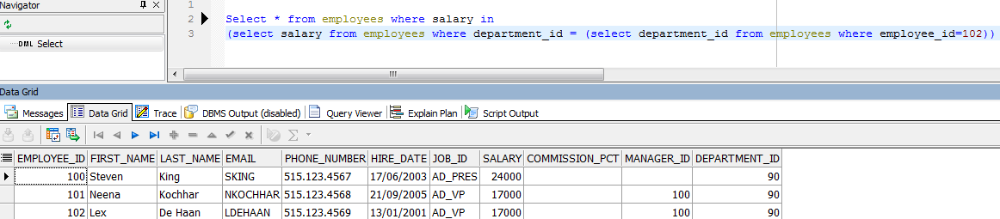 Navigator
1
2 Select * from employees where salary in
3 (select salary from employees where department_id = (select department_id from employees where employee_id=102))
DML Select
Data Grid
Messages Data Grid Trace DBMS Output (disabled) Query Viewer Explain Plan Script Output
EMPLOYEE_ID FIRST_NAME LAST_NAME EMAIL PHONE_NUMBER HIRE_DATE JOB_ID SALARY COMMISSION_PCT MANAGER_ID DEPARTMENT_ID
100 Steven King SKING 515.123.4567 17/06/2003 AD_PRES 24000 90
101 Neena Kochhar NKOCHHAR 515.123.4568 21/09/2005 AD_VP 17000 100 90
102 Lex De Haan LDEHAAN 515.123.4569 13/01/2001 AD_VP 17000 100 90